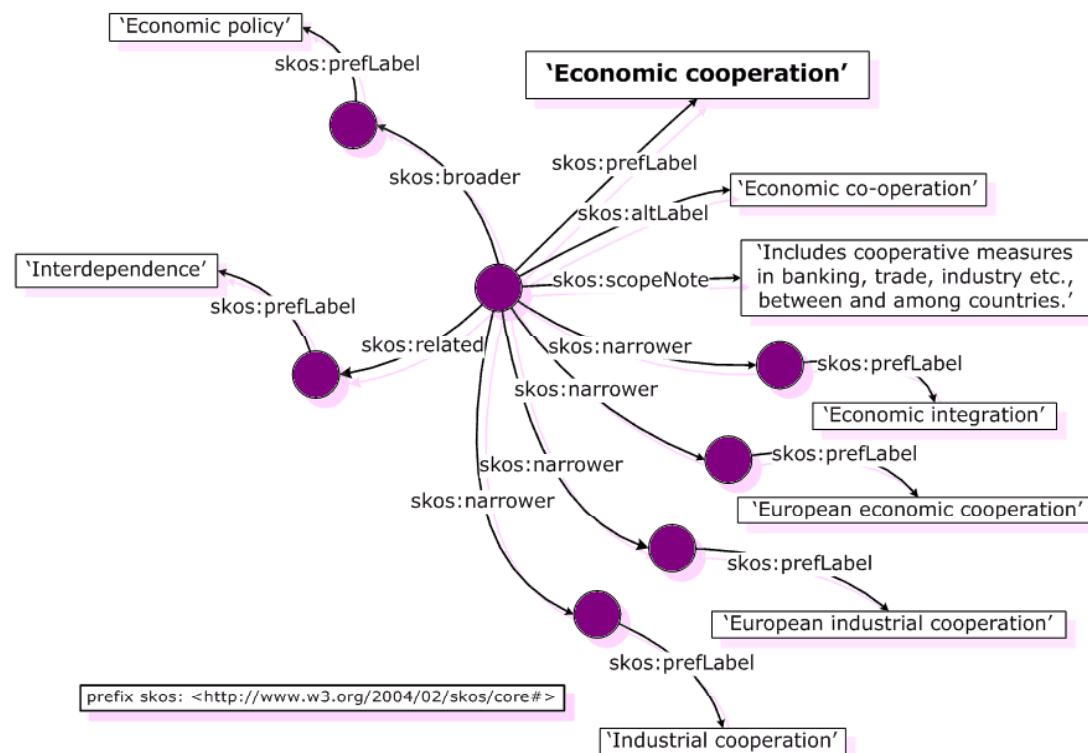 ‘Economic policy’
skos:prefLabel
‘Economic cooperation’
skos:prefLabel
skos:broader
‘Economic co-operation’
skos:altLabel
‘Interdependence’
skos:prefLabel
skos:scopeNote
‘Includes cooperative measures
in banking, trade, industry etc.,
between and among countries.’
skos:related
skos:narrower
skos:prefLabel
‘Economic integration’
skos:narrower
skos:prefLabel
‘European economic cooperation’
skos:narrower
skos:prefLabel
‘European industrial cooperation’
skos:narrower
skos:prefLabel
‘Industrial cooperation’
prefix skos: <http://www.w3.org/2004/02/skos/core#>